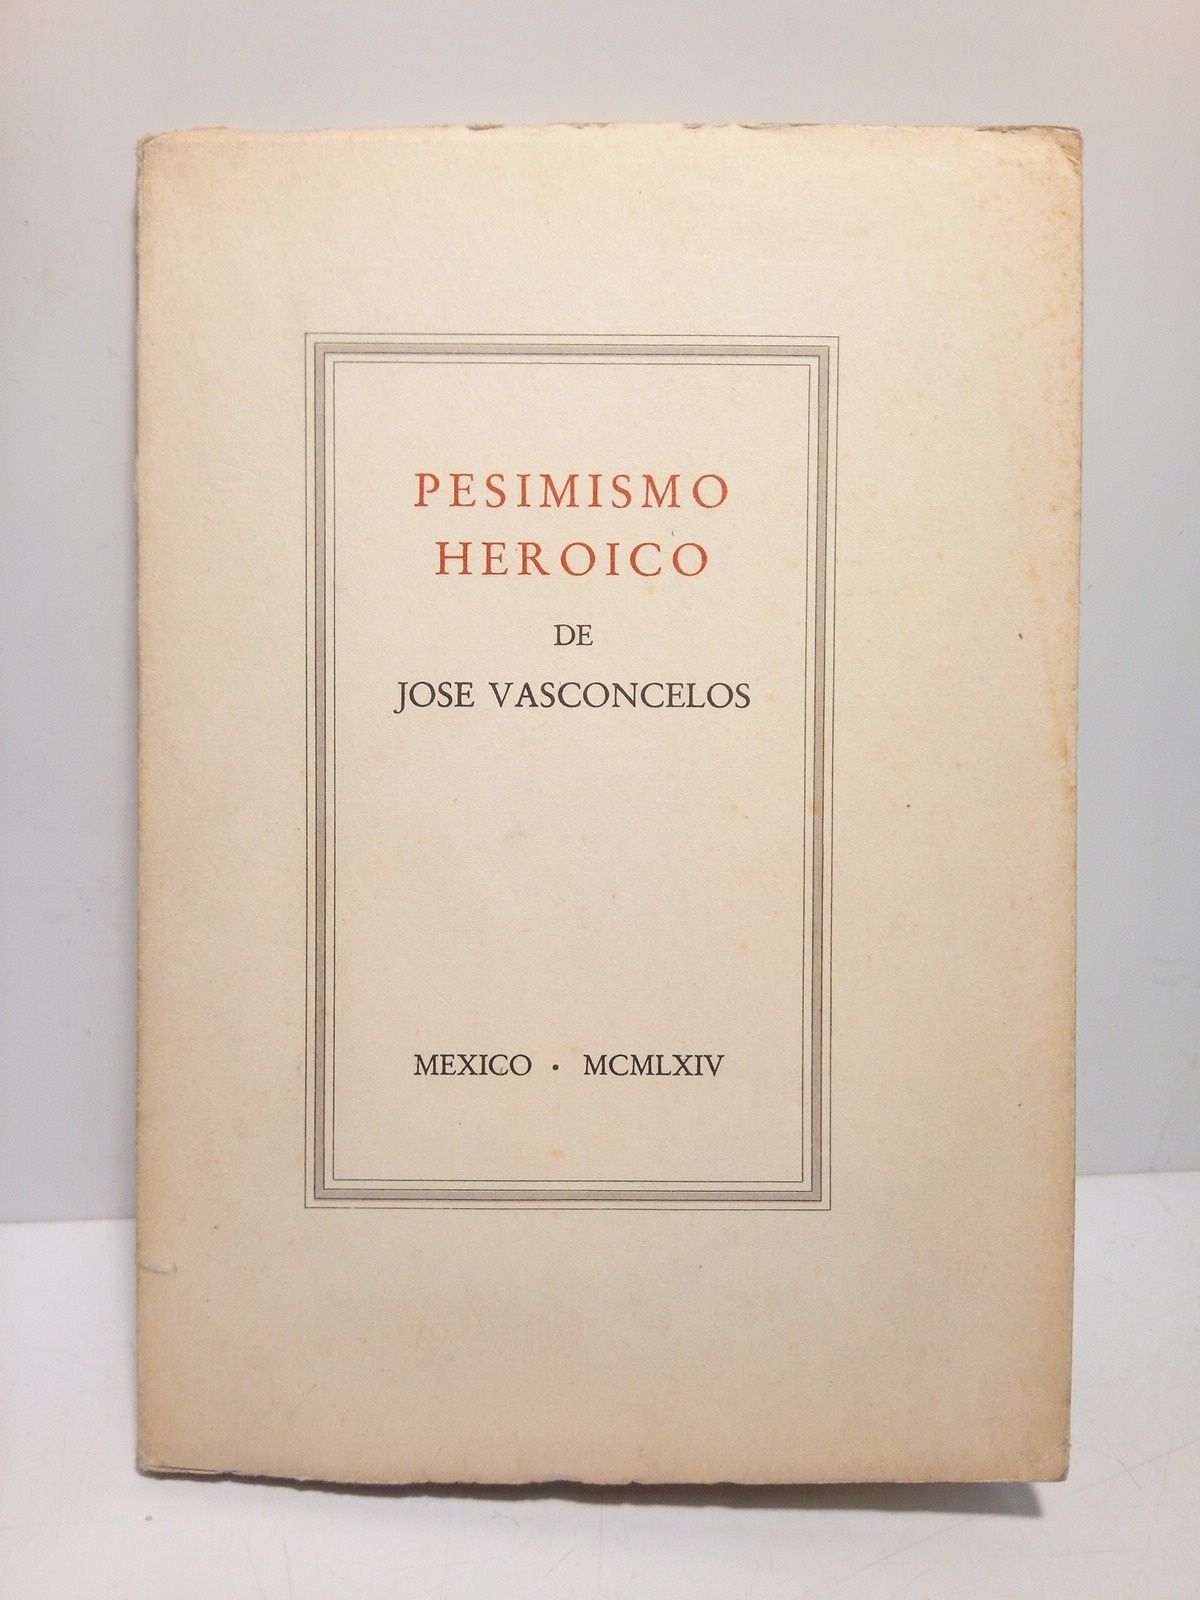 PESIMISMO
HEROICO
DE
JOSE VASCONCELOS
MEXICO · MCMLXIV